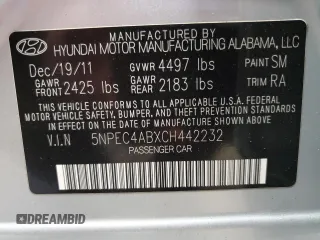 MANUFACTURED BY
HYUNDAI MOTOR MANUFACTURING ALABAMA, LLC
Dec/19/11 GVWR 4497 lbs PAINT SM
GAWR FRONT 2425 lbs GAWR REAR 2183 lbs TRIM RA
THIS VEHICLE CONFORMS TO ALL APPLICABLE U.S. FEDERAL
MOTOR VEHICLE SAFETY, BUMPER, AND THEFT PREVENTION
STANDARDS IN EFFECT ON THE DATE OF MANUFACTURE SHOWN ABOVE.
V.I.N 5NPEC4ABXCH442232
PASSENGER CAR
DREAMBID